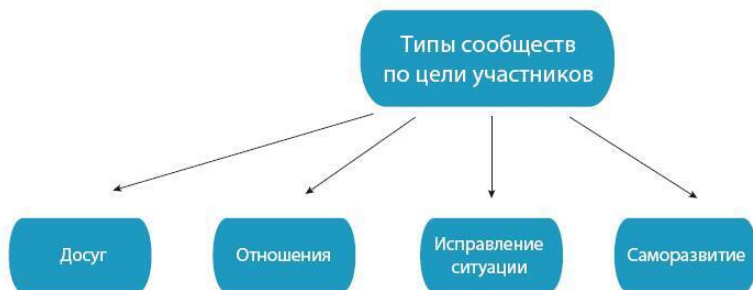 Типы сообществ
по цели участников
Досуг
Отношения
Исправление
ситуации
Саморазвитие